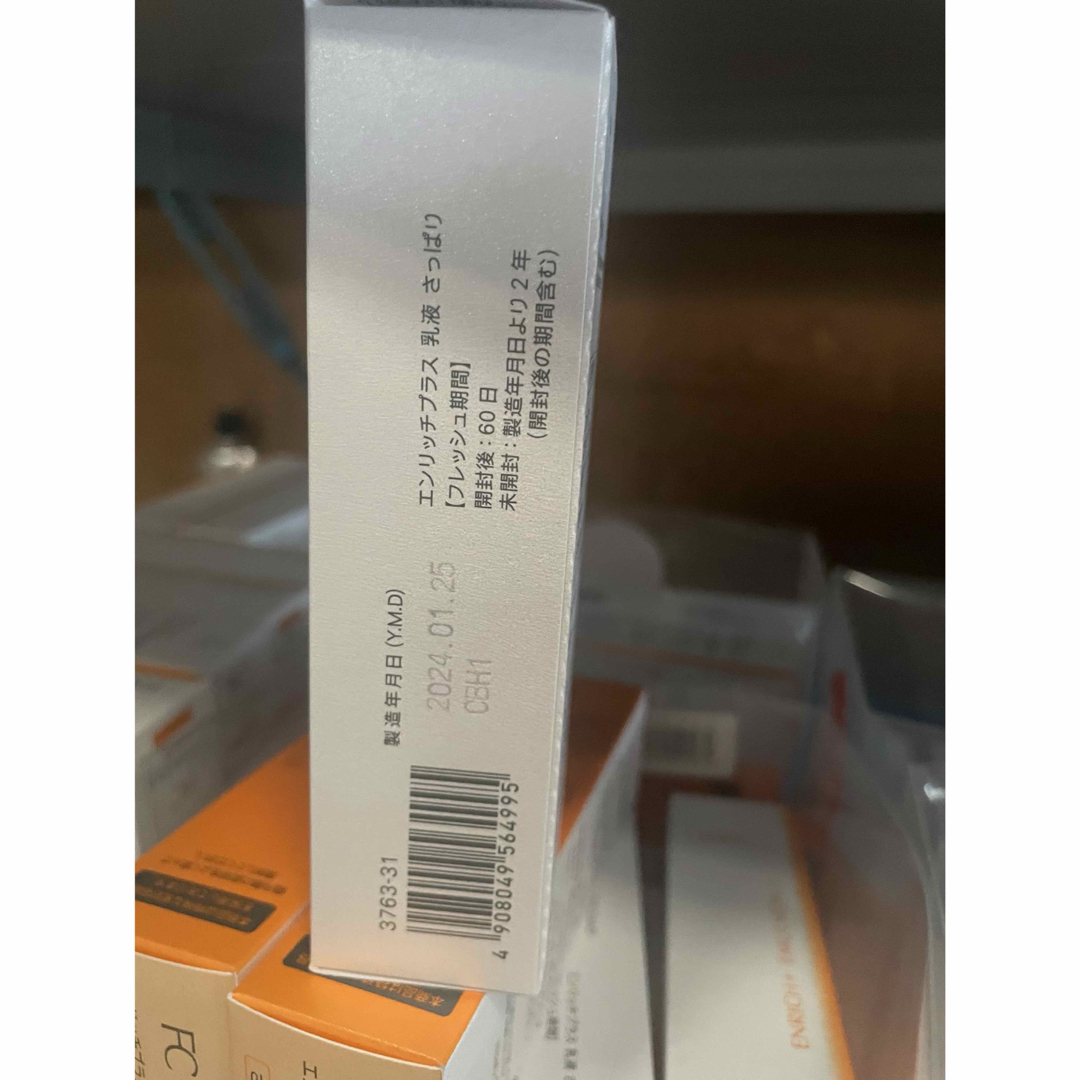 エンリッチプラス 乳液 さっぱり
【フレッシュ期間】
開封後：60日
未開封：製造年月日より2年
（開封後の期間含む）
製造年月日(Y.M.D)
2024.01.25
CBH1
3763-31
4 908049 564995
FC
ENRICH+